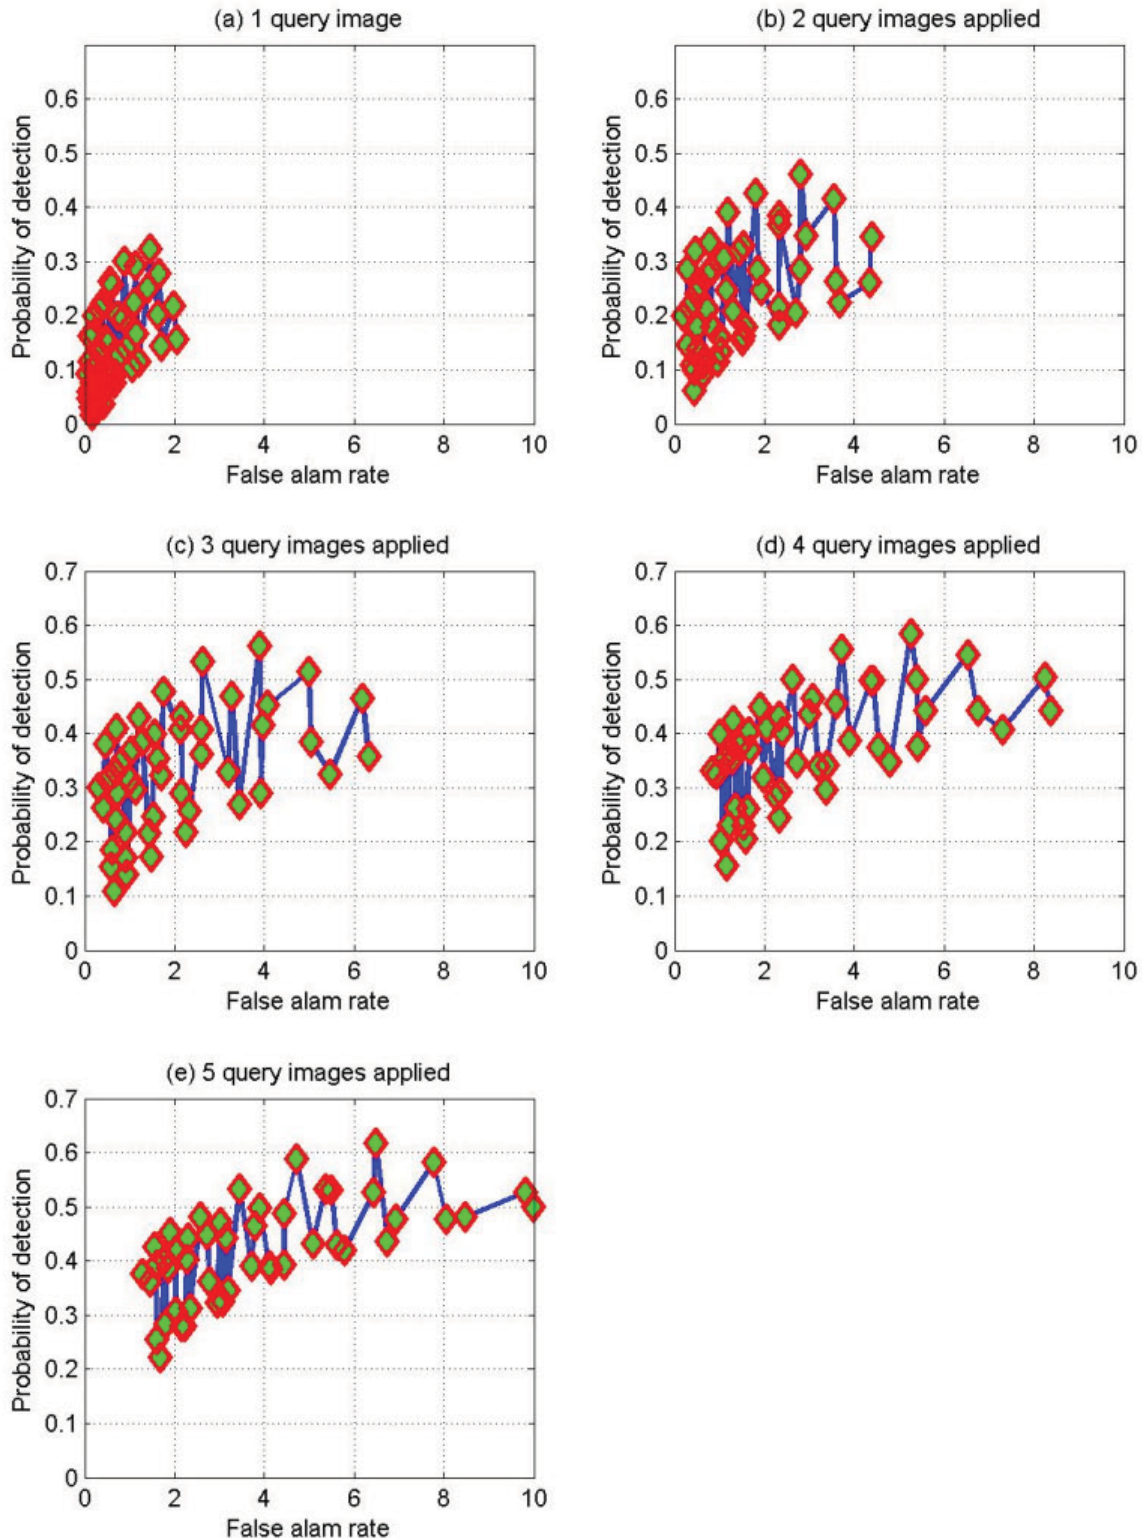 (a) 1 query image
(b) 2 query images applied
0.6
0.5
0.4
0.3
0.2
0.1
0
Probability of detection
0 2 4 6 8 10
False alam rate
0.6
0.5
0.4
0.3
0.2
0.1
0
Probability of detection
0 2 4 6 8 10
False alam rate
(c) 3 query images applied
(d) 4 query images applied
0.7
0.6
0.5
0.4
0.3
0.2
0.1
0
Probability of detection
0 2 4 6 8 10
False alam rate
0.7
0.6
0.5
0.4
0.3
0.2
0.1
0
Probability of detection
0 2 4 6 8 10
False alam rate
(e) 5 query images applied
0.7
0.6
0.5
0.4
0.3
0.2
0.1
0
Probability of detection
0 2 4 6 8 10
False alam rate